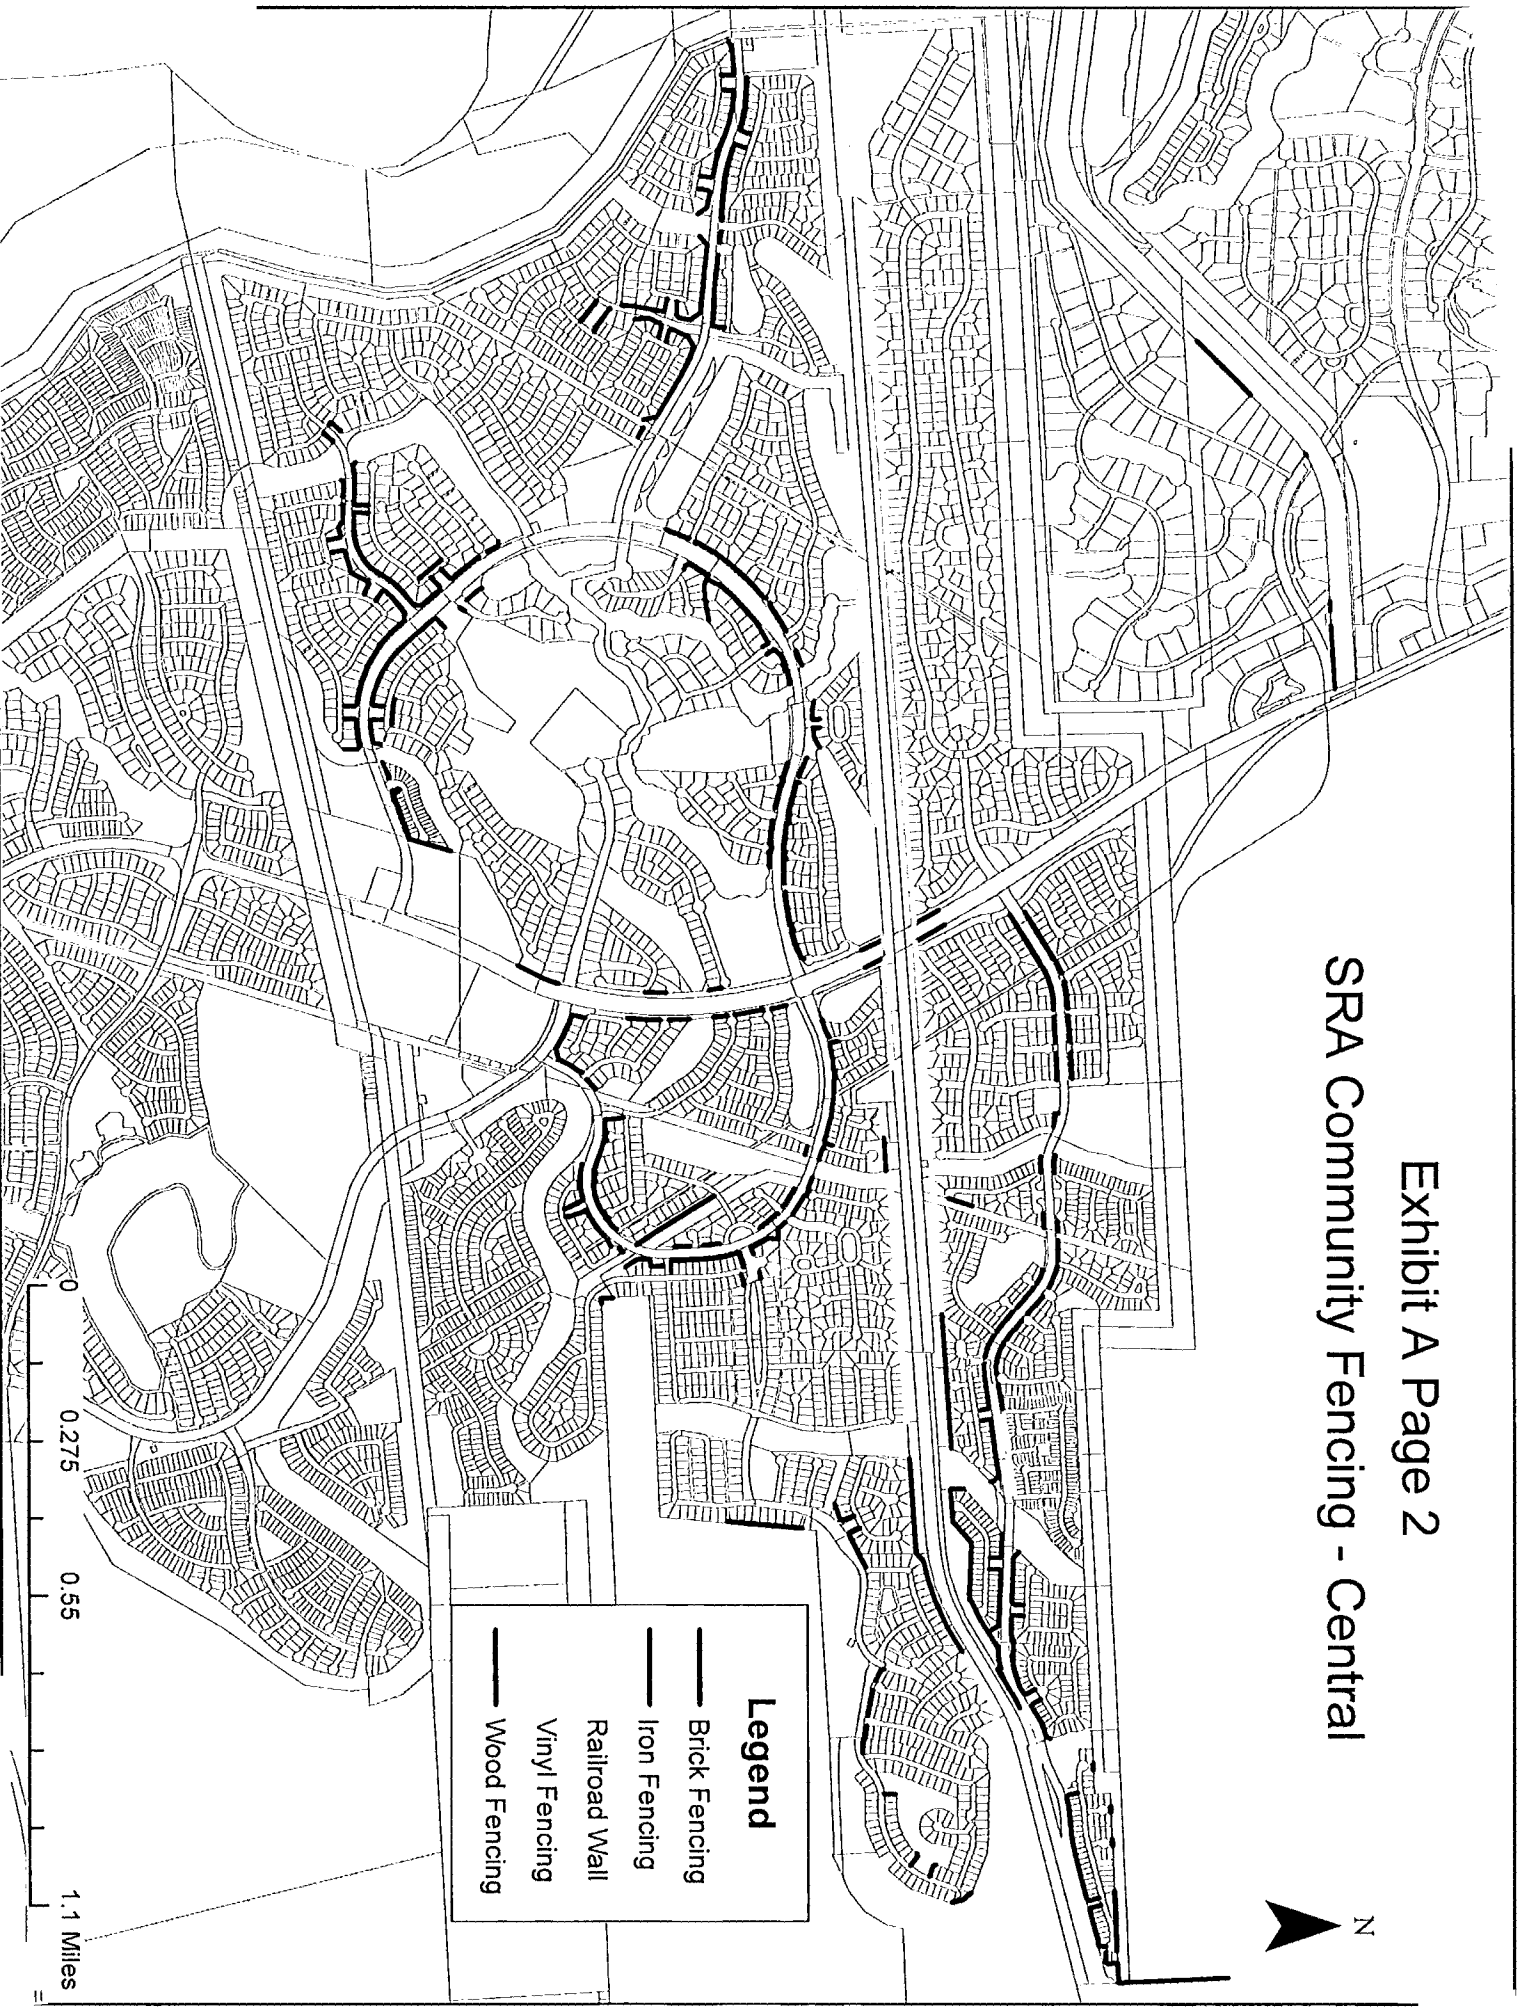 Exhibit A Page 2
SRA Community Fencing - Central
N
Legend
Brick Fencing
Iron Fencing
Railroad Wall
Vinyl Fencing
Wood Fencing
0 0.275 0.55 1.1 Miles